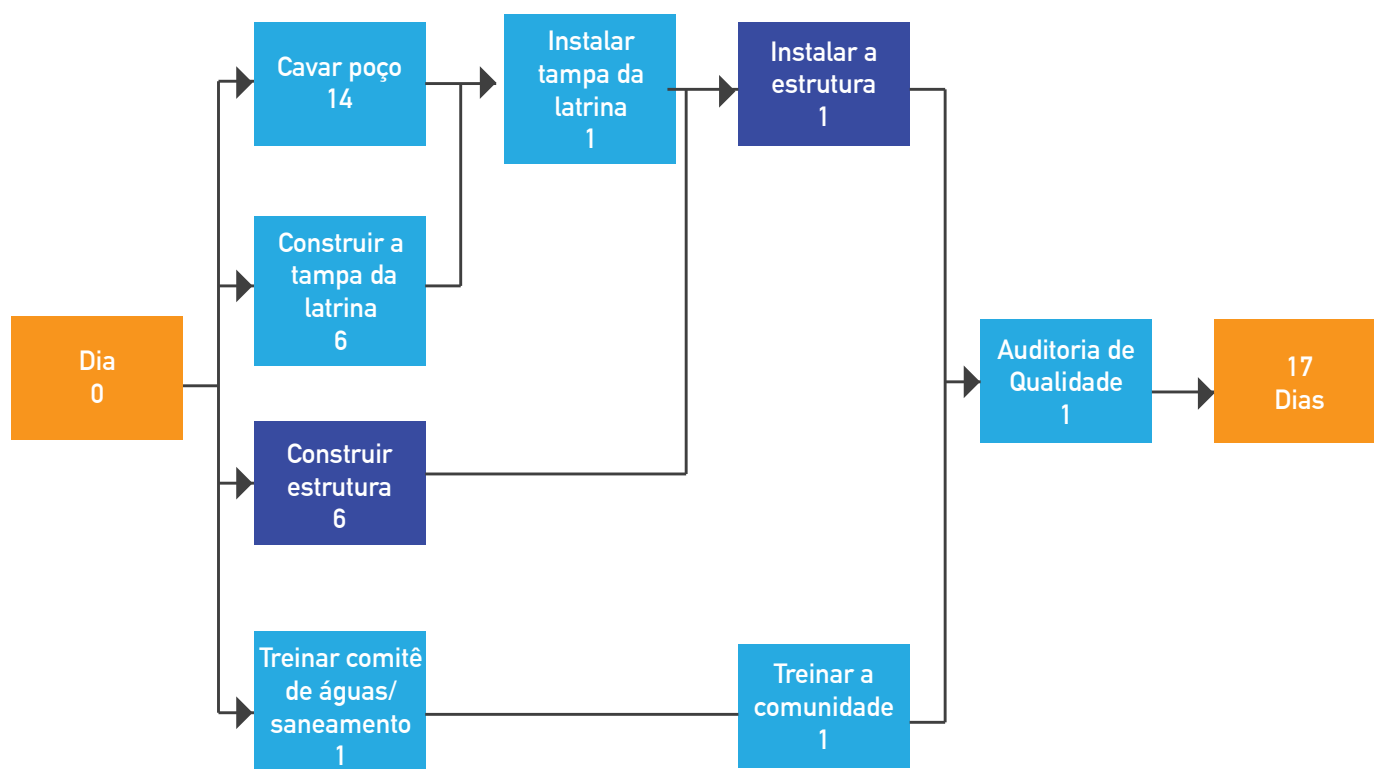 Cavar poço
14
Instalar
tampa da
latrina
1
Instalar a
estrutura
1
Construir a
tampa da
latrina
6
Dia
0
Construir
estrutura
6
Auditoria de
Qualidade
1
17
Dias
Treinar comitê
de águas/
saneamento
1
Treinar a
comunidade
1